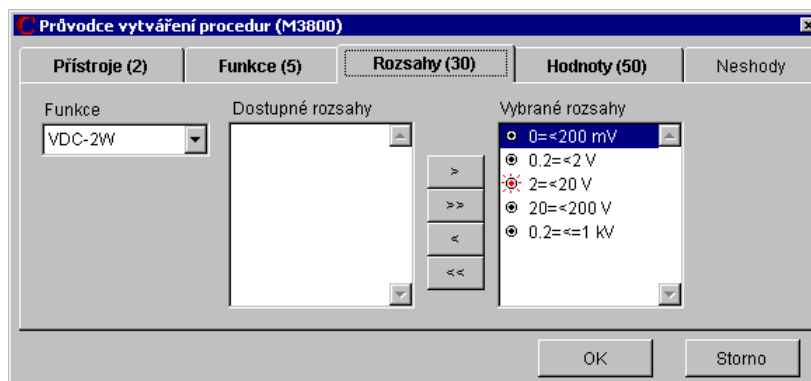 Průvodce vytváření procedur (M3800)
Přístroje (2)
Funkce (5)
Rozsahy (30)
Hodnoty (50)
Neshody
Funkce
Dostupné rozsahy
Vybrané rozsahy
VDC-2W
0=<200 mV
0.2=<2 V
2=<20 V
20=<200 V
0.2=<=1 kV
>
>>
<
<<
OK
Storno